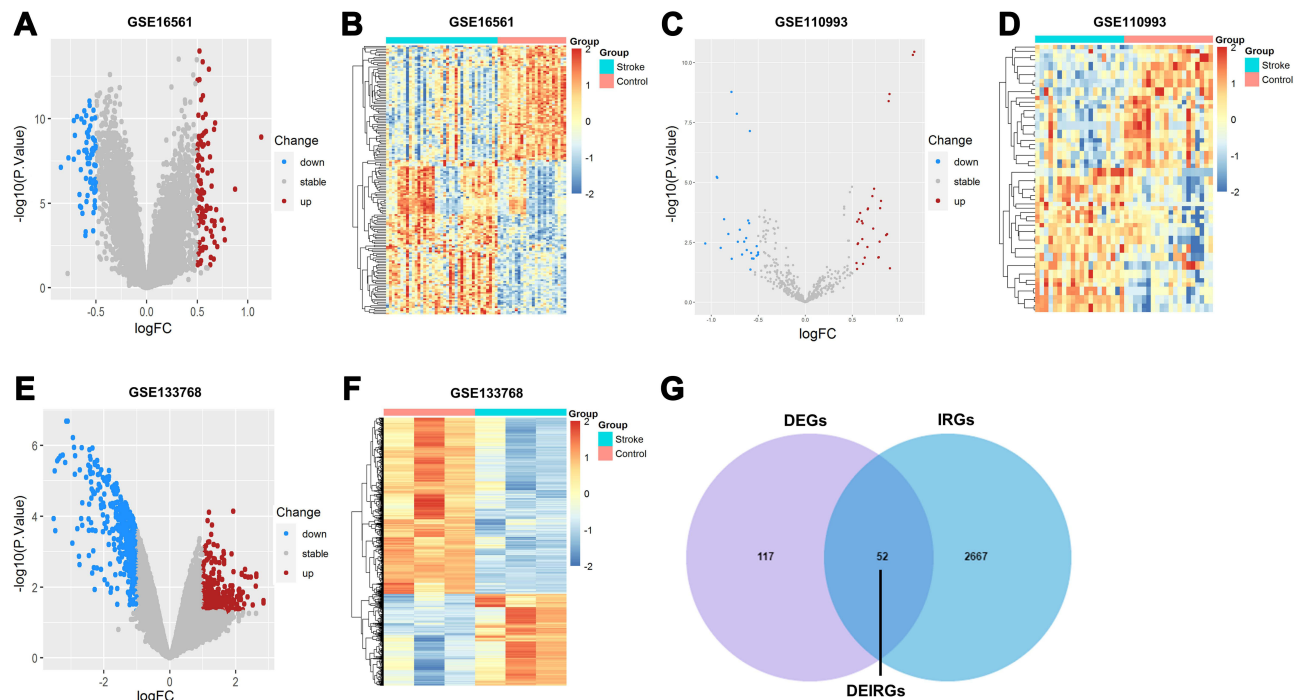 A
GSE16561
-log10(P.Value)
10
5
0
-0.5
0.0
0.5
1.0
logFC
Change
down
stable
up
B
GSE16561
Group
2
1
0
-1
-2
Group
Stroke
Control
C
GSE110993
-log10(P.Value)
10.0
7.5
5.0
2.5
0.0
-1.0
-0.5
0.0
0.5
1.0
logFC
Change
down
stable
up
D
GSE110993
Group
2
1
0
-1
-2
Group
Stroke
Control
E
GSE133768
-log10(P.Value)
6
4
2
0
-2
0
2
logFC
Change
down
stable
up
F
GSE133768
Group
2
1
0
-1
-2
Group
Stroke
Control
G
DEGs
IRGs
117
52
2667
DEIRGs